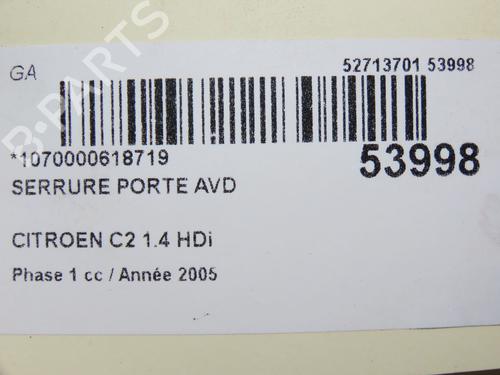 GA
52713701 53998
*1070000618719
53998
SERRURE PORTE AVD
CITROEN C2 1.4 HDi
Phase 1 cc / Année 2005
B-PARTS